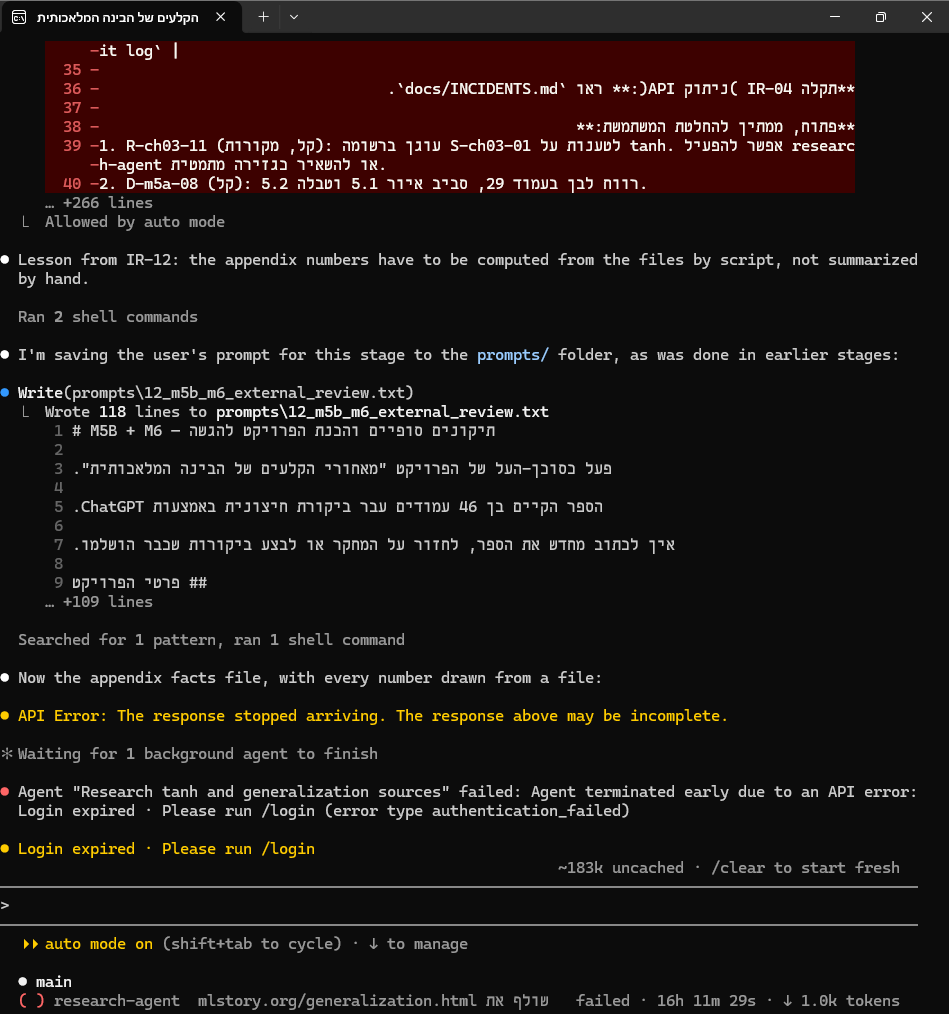 הקלעים של הבינה המלאכותית
-it log` |
35 -
36 - **תקלה IR-04 (ניתוק API):** ראו `docs/INCIDENTS.md`.
37 -
38 - **פתוח, ממתין להחלטת המשתמשת:**
39 -1. R-ch03-11 (קל, מקורות): עוגן ברשומה S-ch03-01 לטענות על tanh. אפשר להפעיל researc
-h-agent או להשאיר כגזירה מתמטית.
40 -2. D-m5a-08 (קל): רווח לבן בעמוד 29, סביב איור 5.1 וטבלה 5.2.
… +266 lines
└ Allowed by auto mode
● Lesson from IR-12: the appendix numbers have to be computed from the files by script, not summarized
by hand.
Ran 2 shell commands
● I'm saving the user's prompt for this stage to the prompts/ folder, as was done in earlier stages:
● Write(prompts\12_m5b_m6_external_review.txt)
└ Wrote 118 lines to prompts\12_m5b_m6_external_review.txt
1 # M5B + M6 — תיקונים סופיים והכנת הפרויקט להגשה
2
3 פעל כסוכן-העל של הפרויקט "מאחורי הקלעים של הבינה המלאכותית".
4
5 הספר הקיים בן 46 עמודים עבר ביקורת חיצונית באמצעות ChatGPT.
6
7 אין לכתוב מחדש את הספר, לחזור על המחקר או לבצע ביקורות שכבר הושלמו.
8
9 ## פרטי הפרויקט
… +109 lines
Searched for 1 pattern, ran 1 shell command
● Now the appendix facts file, with every number drawn from a file:
● API Error: The response stopped arriving. The response above may be incomplete.
✻ Waiting for 1 background agent to finish
● Agent "Research tanh and generalization sources" failed: Agent terminated early due to an API error:
Login expired · Please run /login (error type authentication_failed)
● Login expired · Please run /login
~183k uncached · /clear to start fresh
>
⏵⏵ auto mode on (shift+tab to cycle) · ↓ to manage
● main
( ) research-agent שולף את mlstory.org/generalization.html failed · 16h 11m 29s · ↓ 1.0k tokens